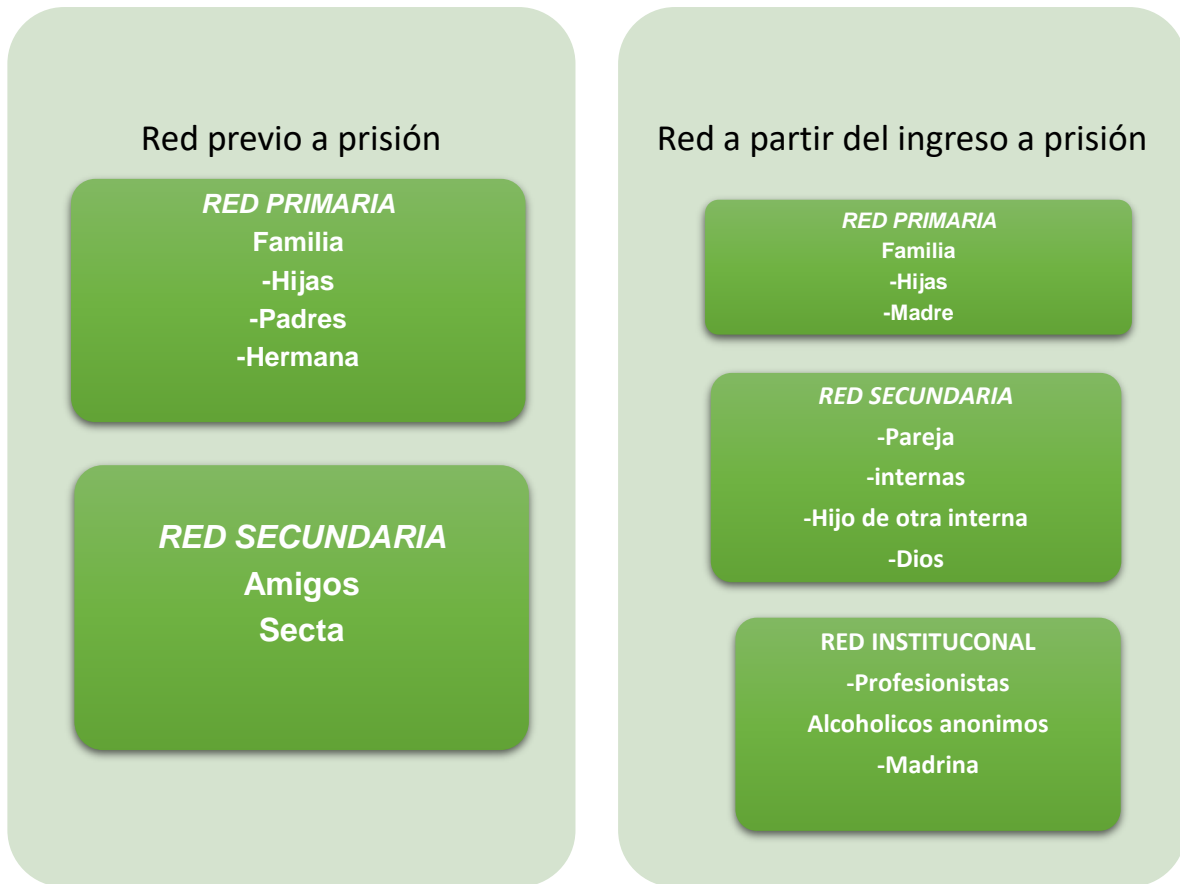 Red previo a prisión
RED PRIMARIA
Familia
-Hijas
-Padres
-Hermana
RED SECUNDARIA
Amigos
Secta
Red a partir del ingreso a prisión
RED PRIMARIA
Familia
-Hijas
-Madre
RED SECUNDARIA
-Pareja
-internas
-Hijo de otra interna
-Dios
RED INSTITUCONAL
-Profesionistas
Alcoholicos anonimos
-Madrina